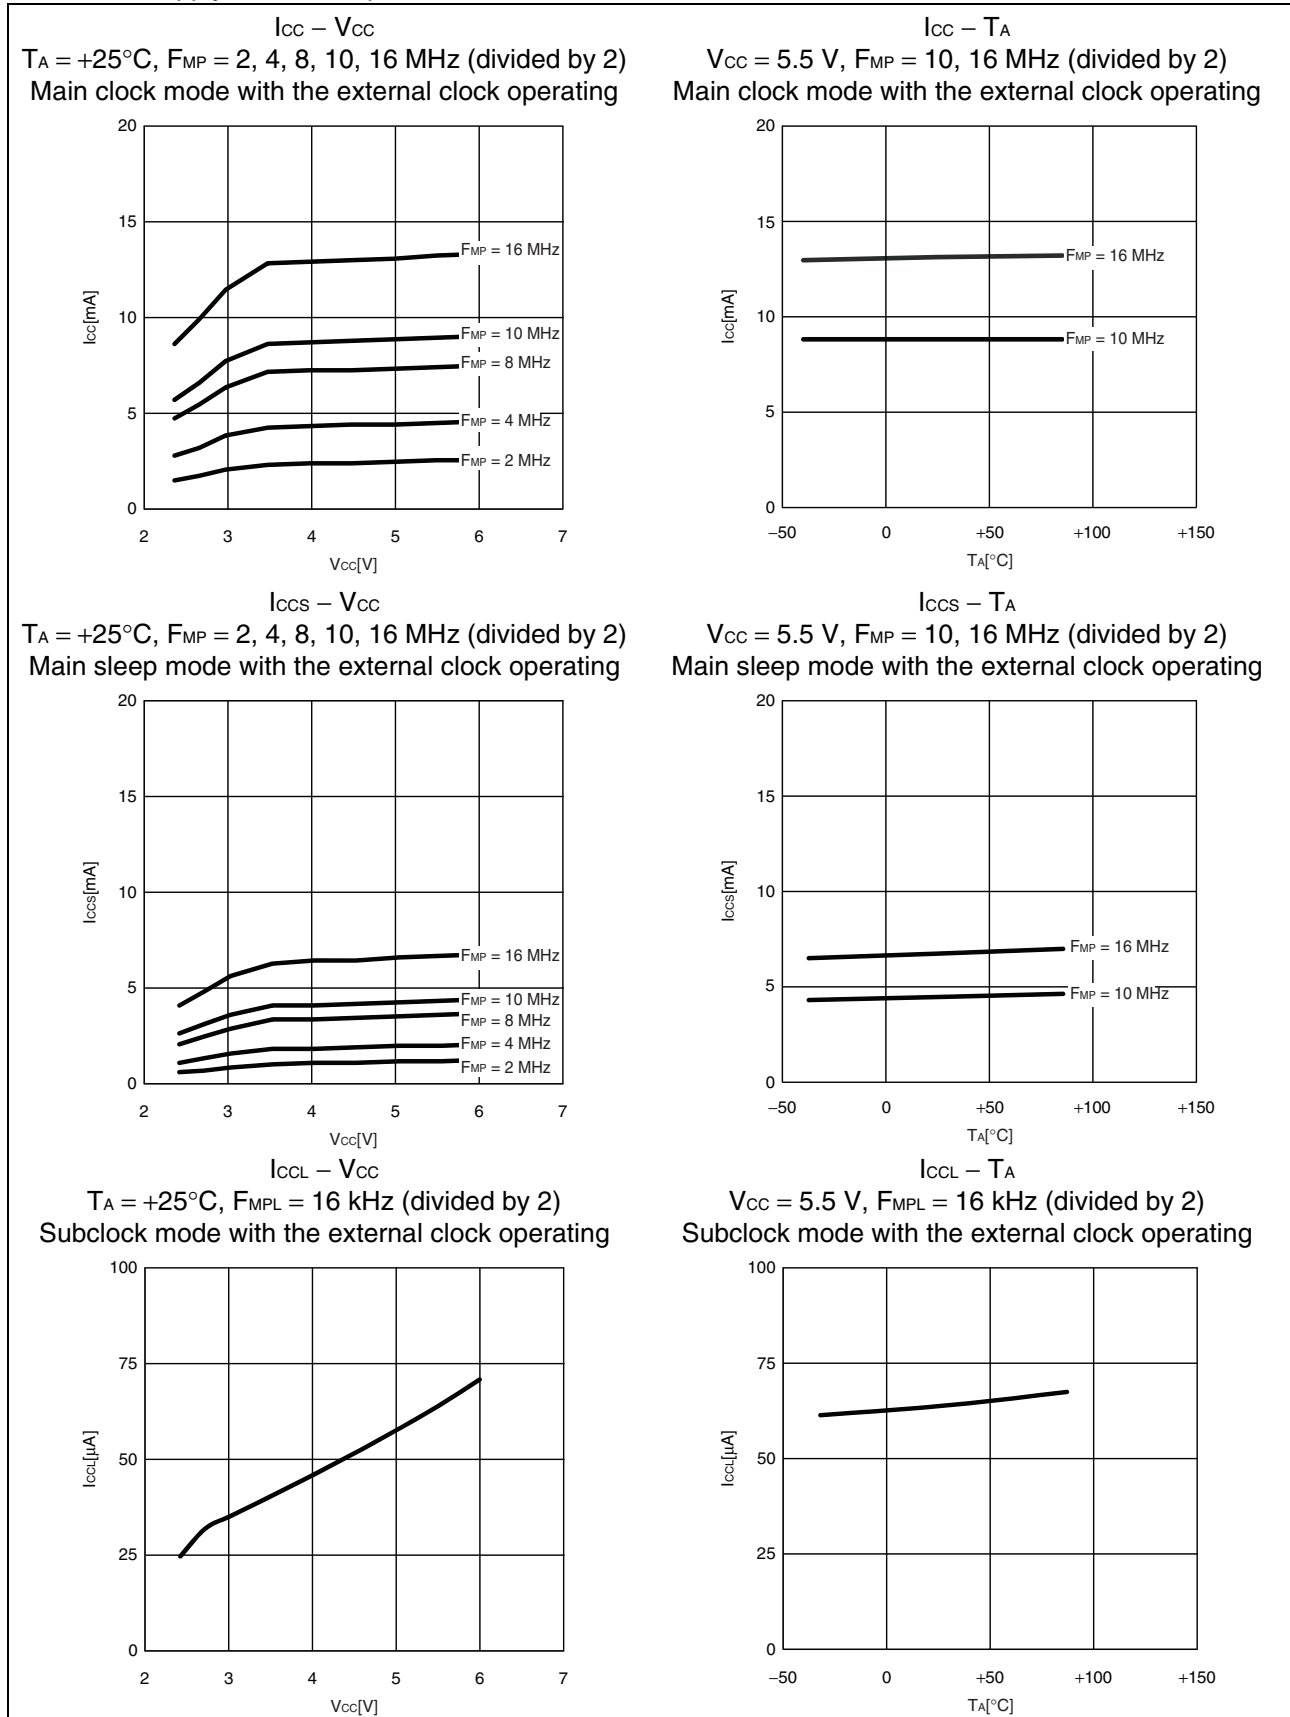 ICC – VCC
TA = +25°C, FMP = 2, 4, 8, 10, 16 MHz (divided by 2)
Main clock mode with the external clock operating
20
15
10
5
0
ICC[mA]
FMP = 16 MHz
FMP = 10 MHz
FMP = 8 MHz
FMP = 4 MHz
FMP = 2 MHz
2 3 4 5 6 7
VCC[V]
ICC – TA
VCC = 5.5 V, FMP = 10, 16 MHz (divided by 2)
Main clock mode with the external clock operating
20
15
10
5
0
ICC[mA]
FMP = 16 MHz
FMP = 10 MHz
−50 0 +50 +100 +150
TA[°C]
ICCS – VCC
TA = +25°C, FMP = 2, 4, 8, 10, 16 MHz (divided by 2)
Main sleep mode with the external clock operating
20
15
10
5
0
ICCS[mA]
FMP = 16 MHz
FMP = 10 MHz
FMP = 8 MHz
FMP = 4 MHz
FMP = 2 MHz
2 3 4 5 6 7
VCC[V]
ICCS – TA
VCC = 5.5 V, FMP = 10, 16 MHz (divided by 2)
Main sleep mode with the external clock operating
20
15
10
5
0
ICCS[mA]
FMP = 16 MHz
FMP = 10 MHz
−50 0 +50 +100 +150
TA[°C]
ICCL – VCC
TA = +25°C, FMPL = 16 kHz (divided by 2)
Subclock mode with the external clock operating
100
75
50
25
0
ICCL[µA]
2 3 4 5 6 7
VCC[V]
ICCL – TA
VCC = 5.5 V, FMPL = 16 kHz (divided by 2)
Subclock mode with the external clock operating
100
75
50
25
0
ICCL[µA]
−50 0 +50 +100 +150
TA[°C]